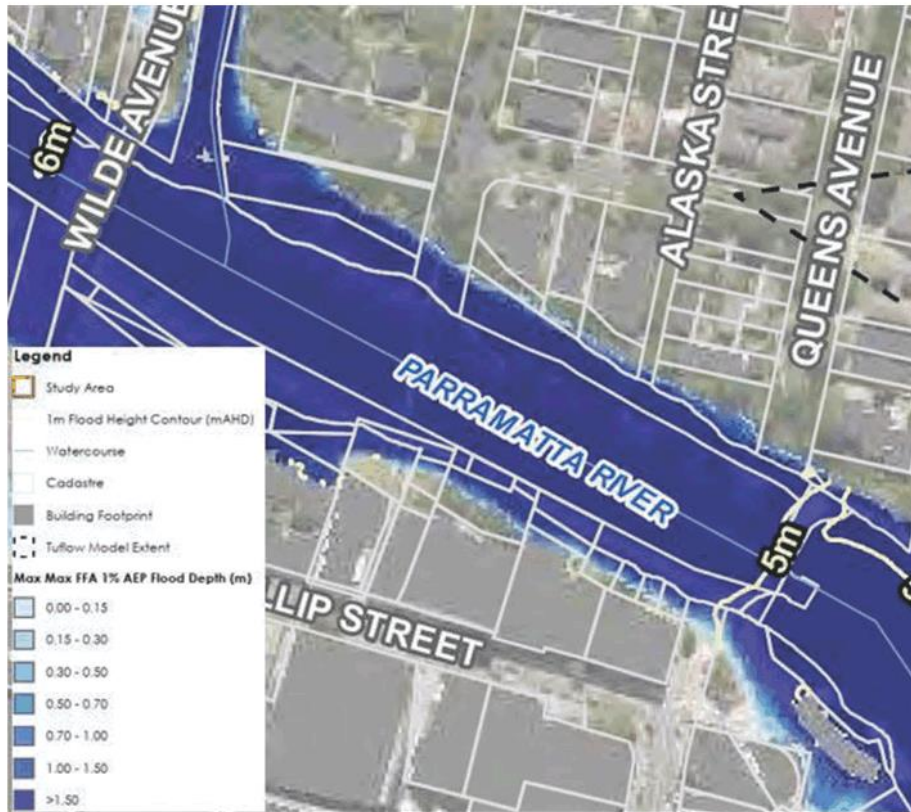 6m
WILDE AVENUE
ALASKA STRE
QUEENS AVENUE
PARRAMATTA RIVER
5m
LLIP STREET
Legend
Study Area
1m Flood Height Contour (mAHD)
Watercourse
Cadastre
Building Footprint
Tuflow Model Extent
Max Max FFA 1% AEP Flood Depth (m)
0.00 - 0.15
0.15 - 0.30
0.30 - 0.50
0.50 - 0.70
0.70 - 1.00
1.00 - 1.50
>1.50